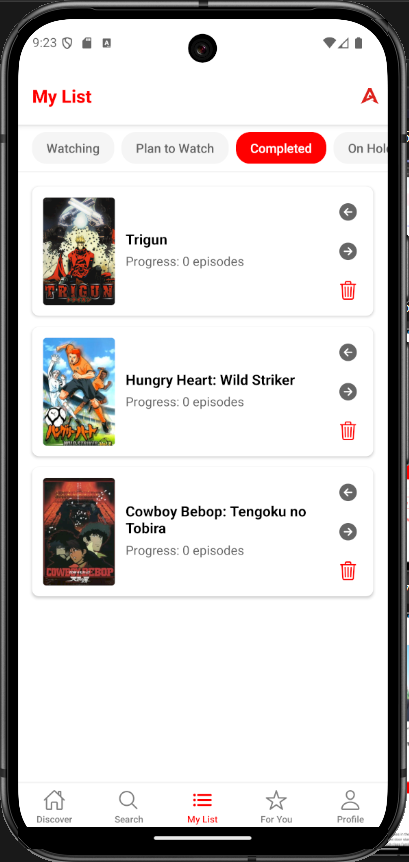 9:23
My List
Watching
Plan to Watch
Completed
On Hol
TRIGUN
Trigun
Progress: 0 episodes
Hungry Heart: Wild Striker
Progress: 0 episodes
COWBOY BEBOP
Cowboy Bebop: Tengoku no
Tobira
Progress: 0 episodes
Discover
Search
My List
For You
Profile